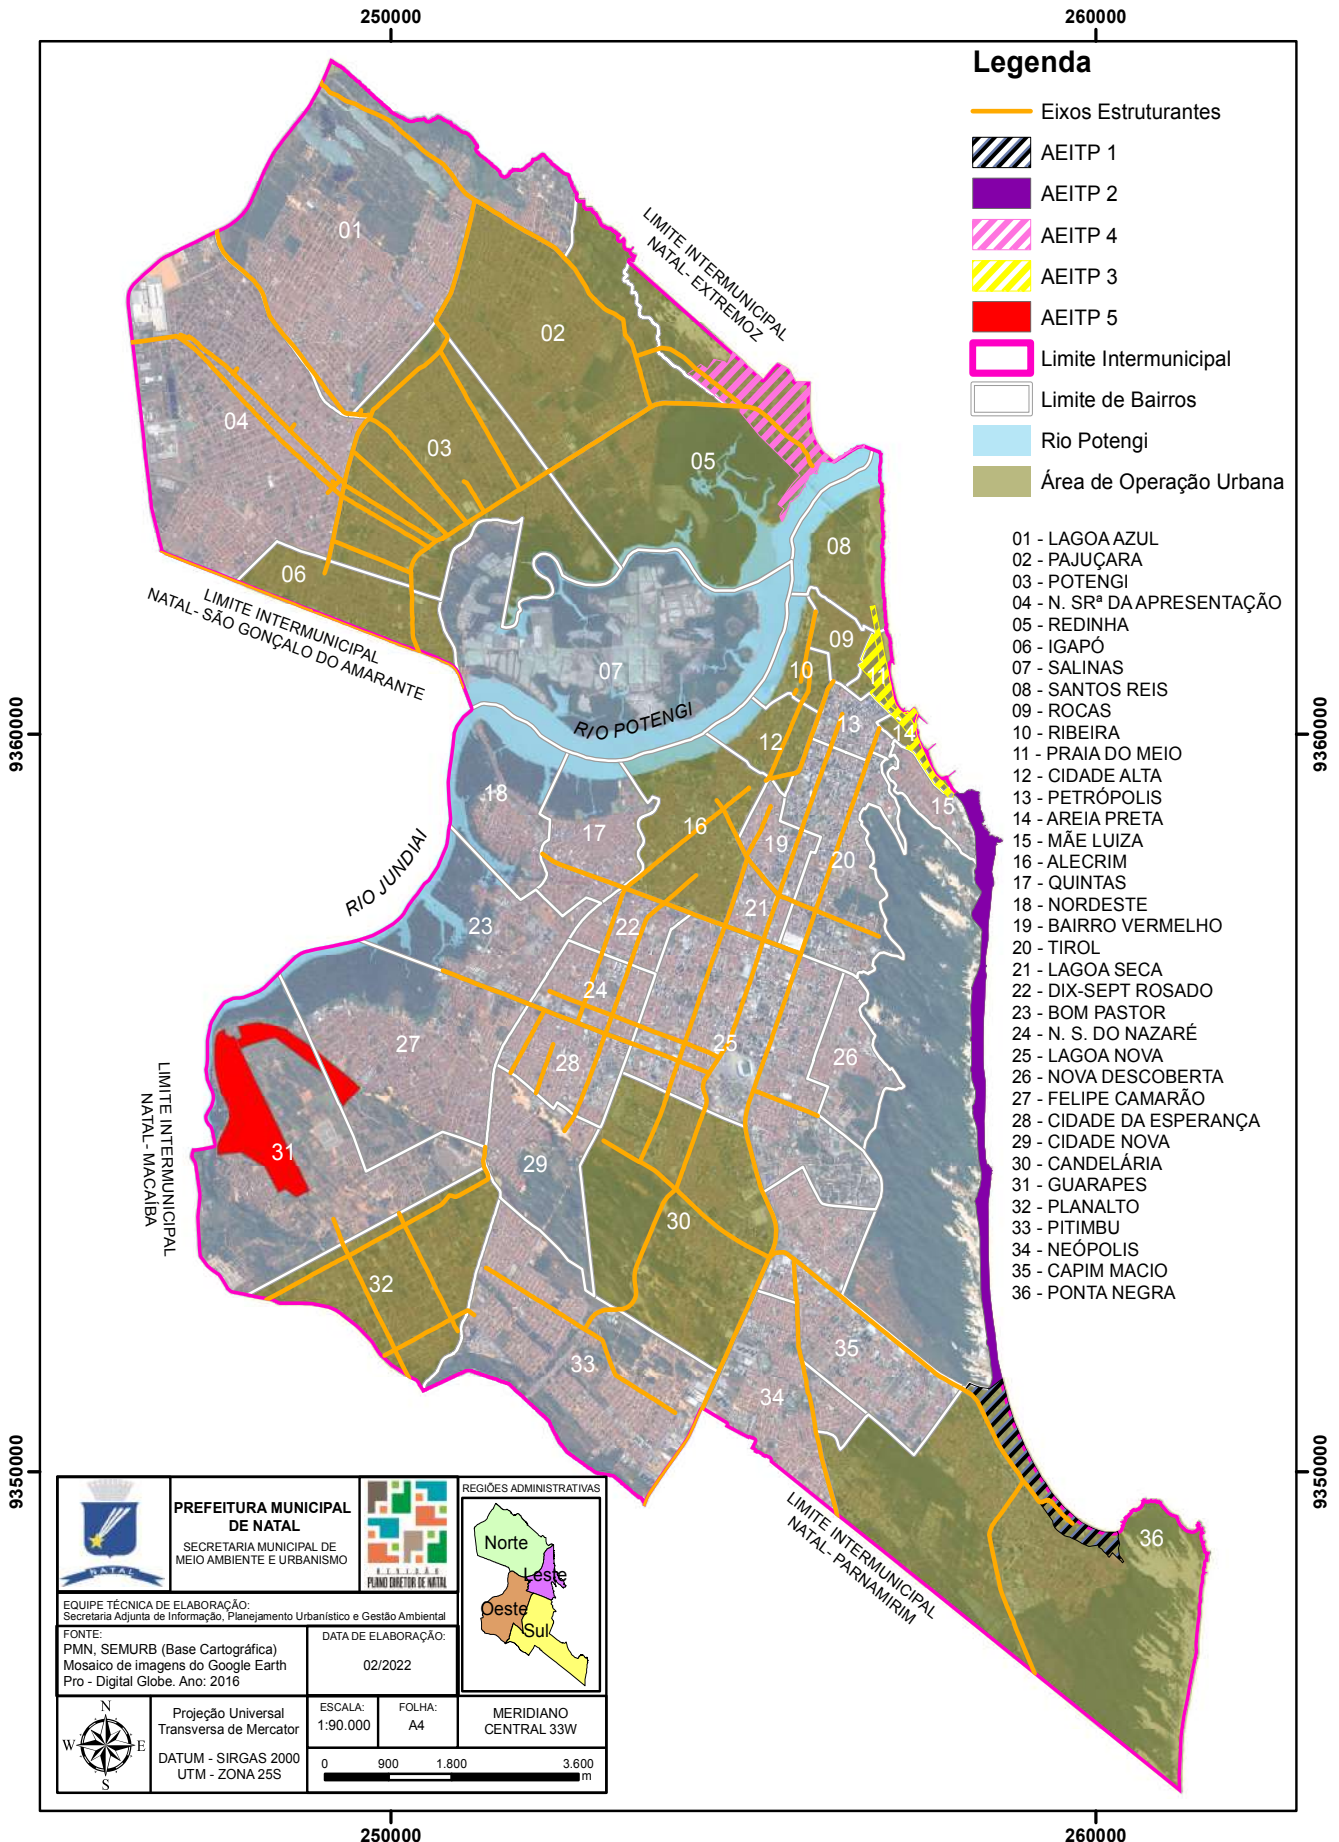 250000
260000
Legenda
Eixos Estruturantes
AEITP 1
AEITP 2
AEITP 4
AEITP 3
AEITP 5
Limite Intermunicipal
Limite de Bairros
Rio Potengi
Área de Operação Urbana
01 - LAGOA AZUL
02 - PAJUÇARA
03 - POTENGI
04 - N. SRª DA APRESENTAÇÃO
05 - REDINHA
06 - IGAPÓ
07 - SALINAS
08 - SANTOS REIS
09 - ROCAS
10 - RIBEIRA
11 - PRAIA DO MEIO
12 - CIDADE ALTA
13 - PETRÓPOLIS
14 - AREIA PRETA
15 - MÃE LUIZA
16 - ALECRIM
17 - QUINTAS
18 - NORDESTE
19 - BAIRRO VERMELHO
20 - TIROL
21 - LAGOA SECA
22 - DIX-SEPT ROSADO
23 - BOM PASTOR
24 - N. S. DO NAZARÉ
25 - LAGOA NOVA
26 - NOVA DESCOBERTA
27 - FELIPE CAMARÃO
28 - CIDADE DA ESPERANÇA
29 - CIDADE NOVA
30 - CANDELÁRIA
31 - GUARAPES
32 - PLANALTO
33 - PITIMBU
34 - NEÓPOLIS
35 - CAPIM MACIO
36 - PONTA NEGRA
LIMITE INTERMUNICIPAL
NATAL- EXTREMOZ
01
02
03
04
05
06
07
08
09
10
11
12
13
14
15
16
17
18
19
20
21
22
23
24
25
26
27
28
29
30
31
32
33
34
35
36
LIMITE INTERMUNICIPAL
NATAL- SÃO GONÇALO DO AMARANTE
RIO POTENGI
RIO JUNDIAI
LIMITE INTERMUNICIPAL
NATAL- MACAÍBA
LIMITE INTERMUNICIPAL
NATAL- PARNAMIRIM
9360000
9360000
9350000
9350000
NATAL
PREFEITURA MUNICIPAL
DE NATAL
SECRETARIA MUNICIPAL DE
MEIO AMBIENTE E URBANISMO
REVISÃO
PLANO DIRETOR DE NATAL
REGIÕES ADMINISTRATIVAS
Norte
Leste
Oeste
Sul
EQUIPE TÉCNICA DE ELABORAÇÃO:
Secretaria Adjunta de Informação, Planejamento Urbanístico e Gestão Ambiental
FONTE:
PMN, SEMURB (Base Cartográfica)
Mosaico de imagens do Google Earth
Pro - Digital Globe. Ano: 2016
DATA DE ELABORAÇÃO:
02/2022
N
W
E
S
Projeção Universal
Transversa de Mercator
DATUM - SIRGAS 2000
UTM - ZONA 25S
ESCALA:
1:90.000
FOLHA:
A4
MERIDIANO
CENTRAL 33W
0 900 1.800 3.600
m
250000
260000